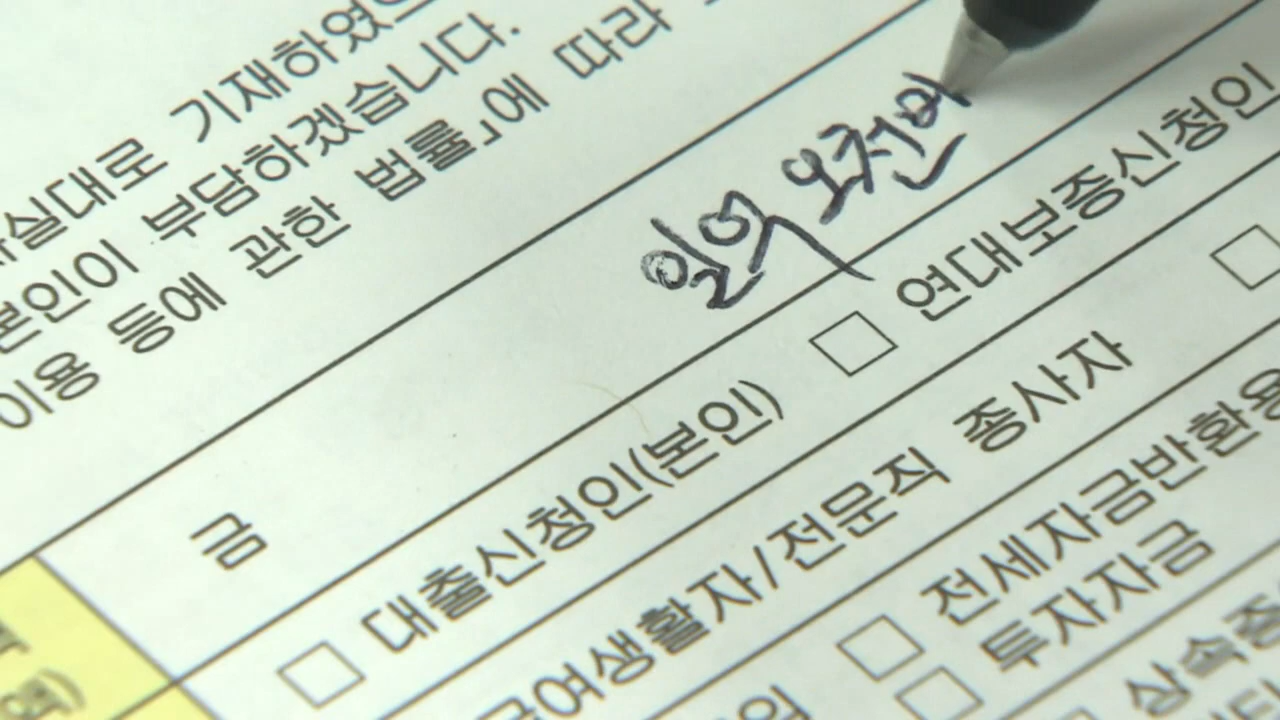 실대로 기재하였으
본인이 부담하겠습니다.
이용 등에 관한 법률」에 따라
금 일억 오천
□ 대출신청인(본인) □ 연대보증신청인 □
급여생활자/전문직 종사자
□ 전세자금반환용
□ 투자자금
상속증